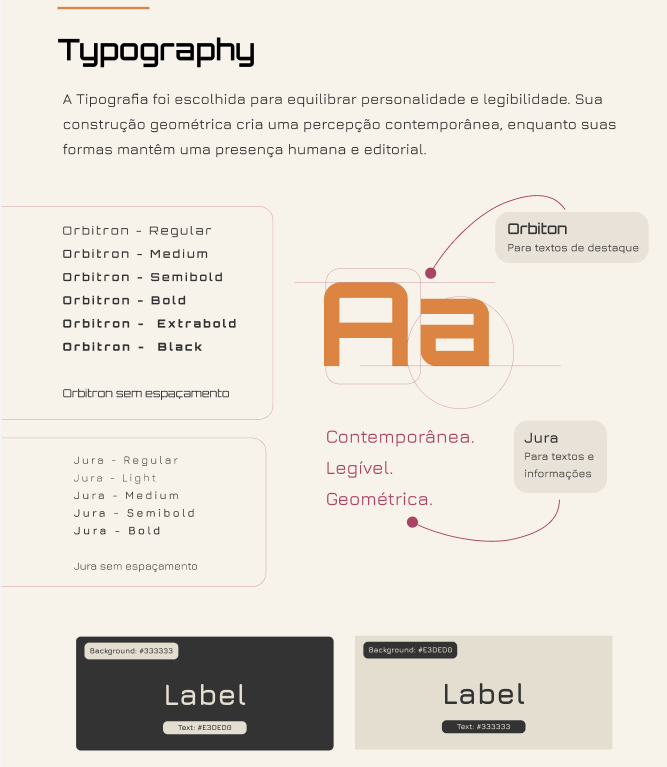 Typography
A Tipografia foi escolhida para equilibrar personalidade e legibilidade. Sua
construção geométrica cria uma percepção contemporânea, enquanto suas
formas mantêm uma presença humana e editorial.
Orbitron - Regular
Orbitron - Medium
Orbitron - Semibold
Orbitron - Bold
Orbitron - Extrabold
Orbitron - Black
Orbitron sem espaçamento
Orbiton
Para textos de destaque
Aa
Jura - Regular
Jura - Light
Jura - Medium
Jura - Semibold
Jura - Bold
Jura sem espaçamento
Contemporânea.
Legível.
Geométrica.
Jura
Para textos e
informações
Background: #333333
Label
Text: #E3DED0
Background: #E3DED0
Label
Text: #333333